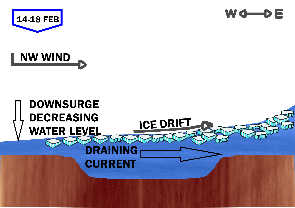 14-18 FEB
W E
NW WIND
DOWNSURGE
DECREASING
WATER LEVEL
ICE DRIFT
DRAINING
CURRENT